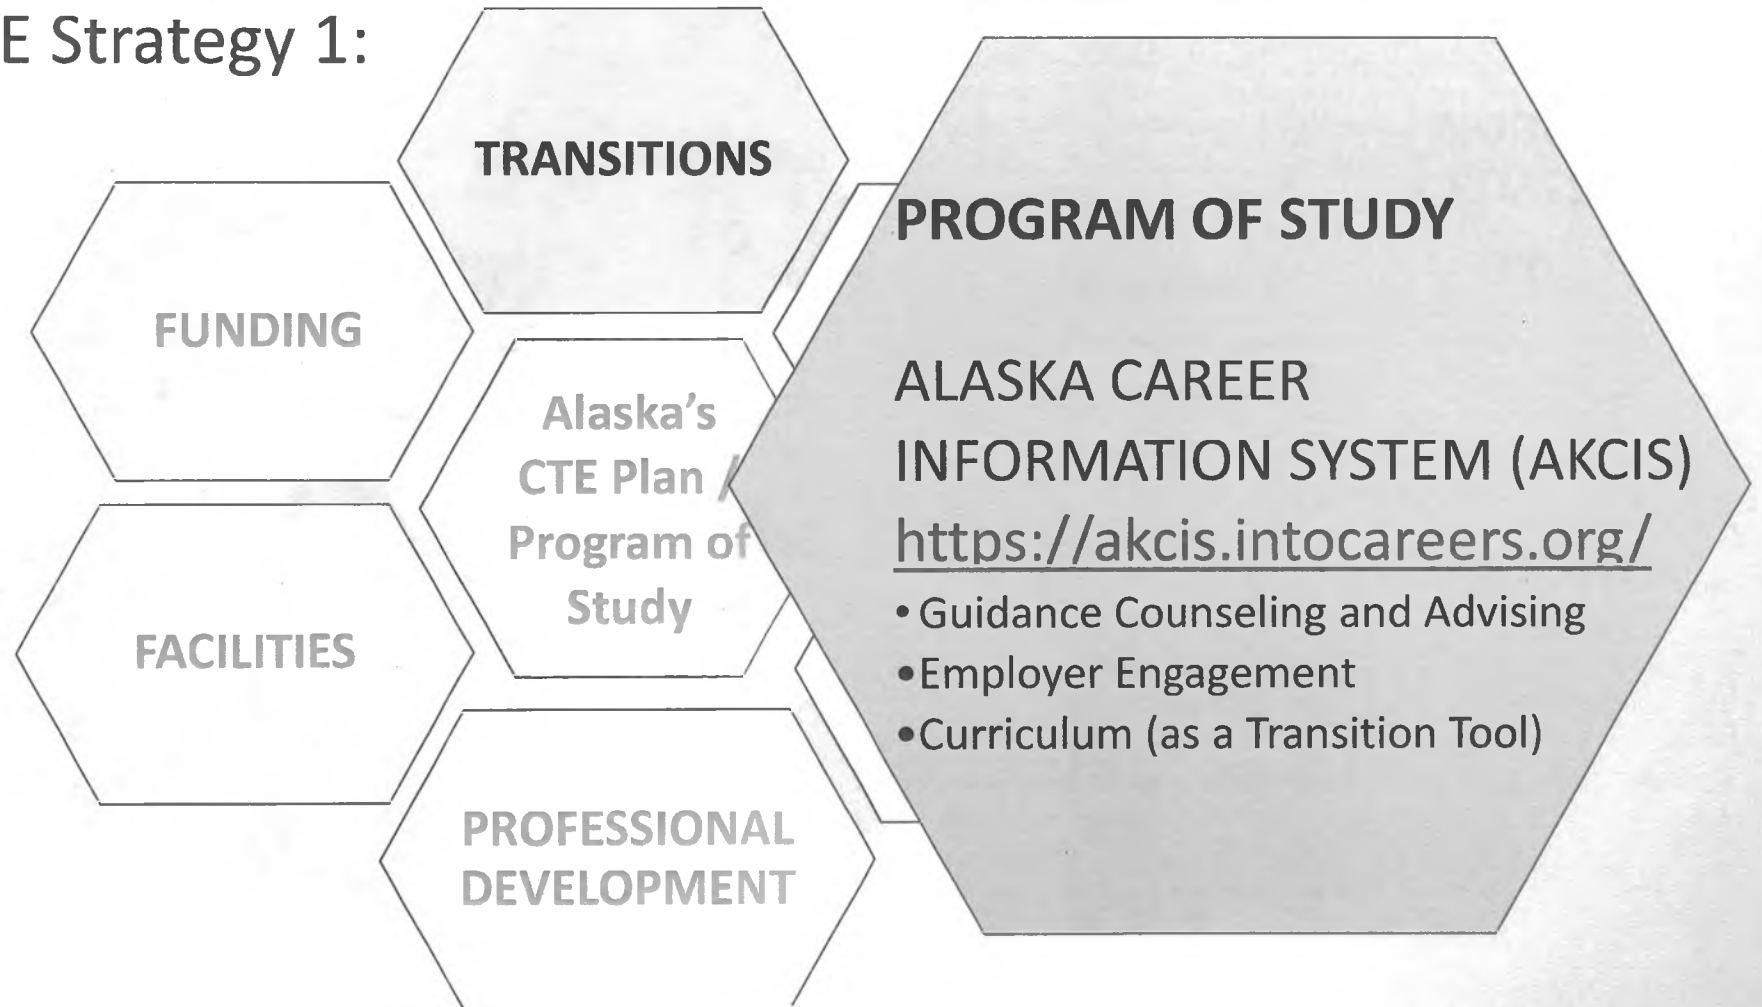 E Strategy 1:
TRANSITIONS
FUNDING
Alaska's
CTE Plan /
Program of
Study
FACILITIES
PROFESSIONAL
DEVELOPMENT
PROGRAM OF STUDY
ALASKA CAREER
INFORMATION SYSTEM (AKCIS)
https://akcis.intocareers.org/
• Guidance Counseling and Advising
•Employer Engagement
•Curriculum (as a Transition Tool)